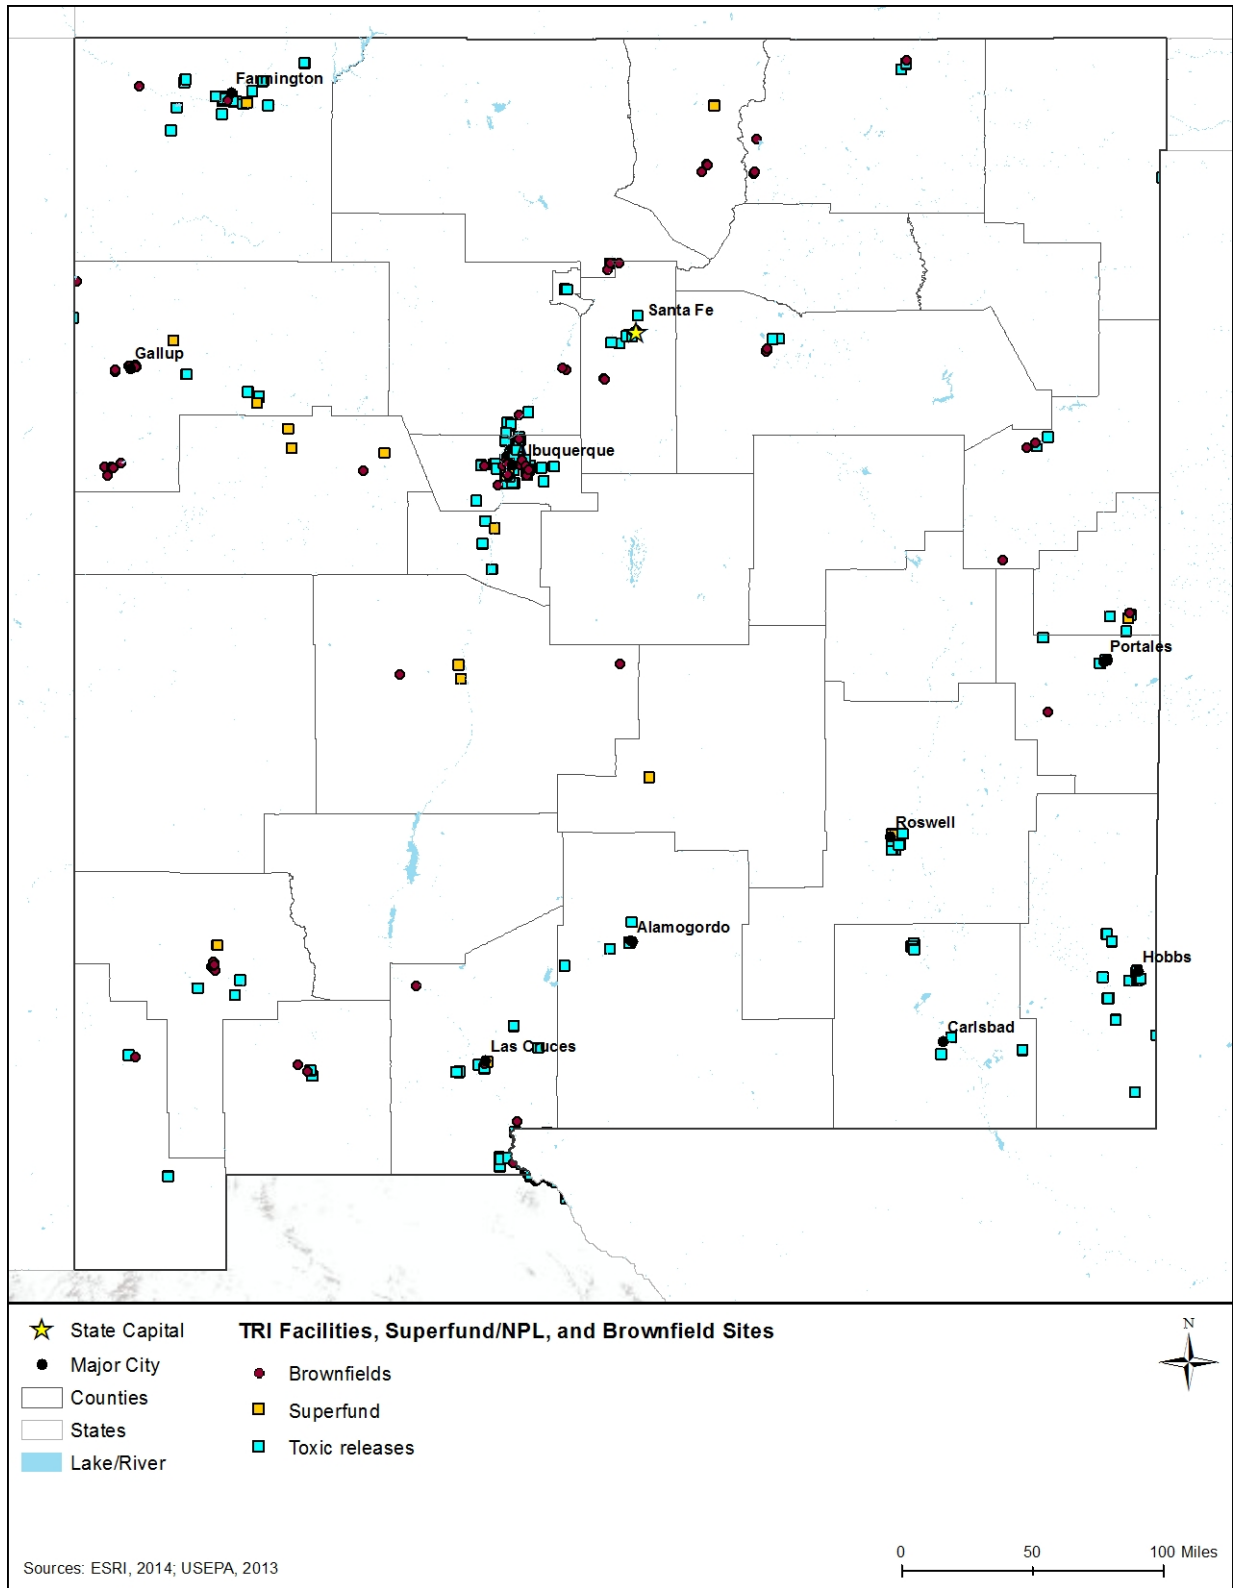 Farmington
Santa Fe
Gallup
Albuquerque
Portales
Roswell
Alamogordo
Hobbs
Carlsbad
Las Cruces
State Capital
Major City
Counties
States
Lake/River
TRI Facilities, Superfund/NPL, and Brownfield Sites
Brownfields
Superfund
Toxic releases
N
0 50 100 Miles
Sources: ESRI, 2014; USEPA, 2013